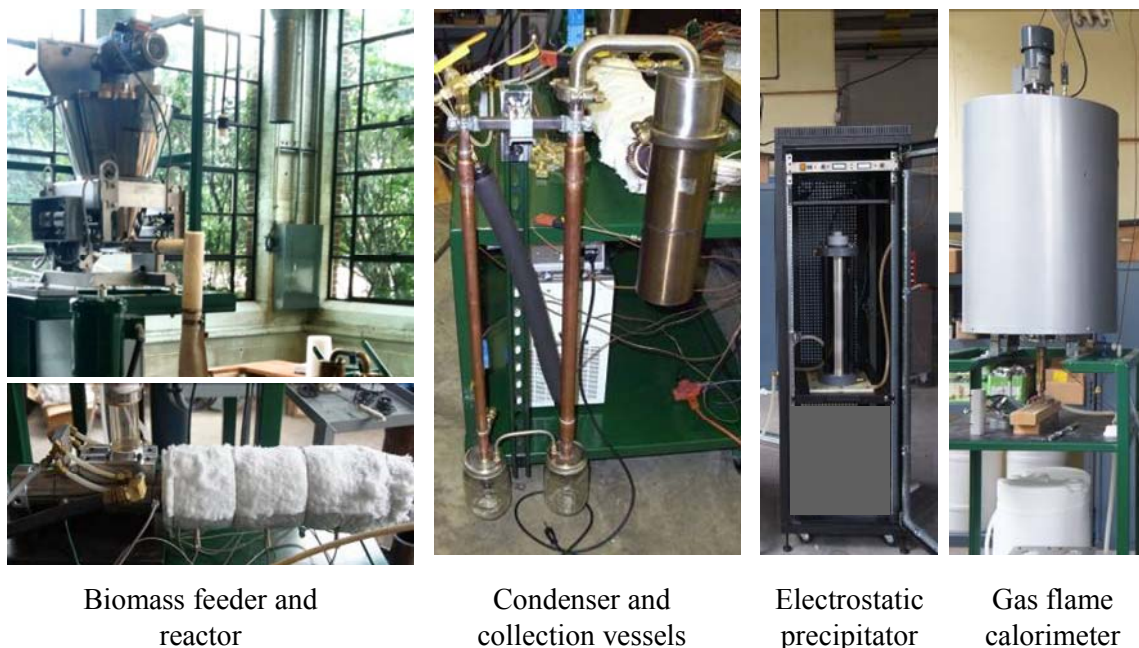 Biomass feeder and
reactor
Condenser and
collection vessels
Electrostatic
precipitator
Gas flame
calorimeter